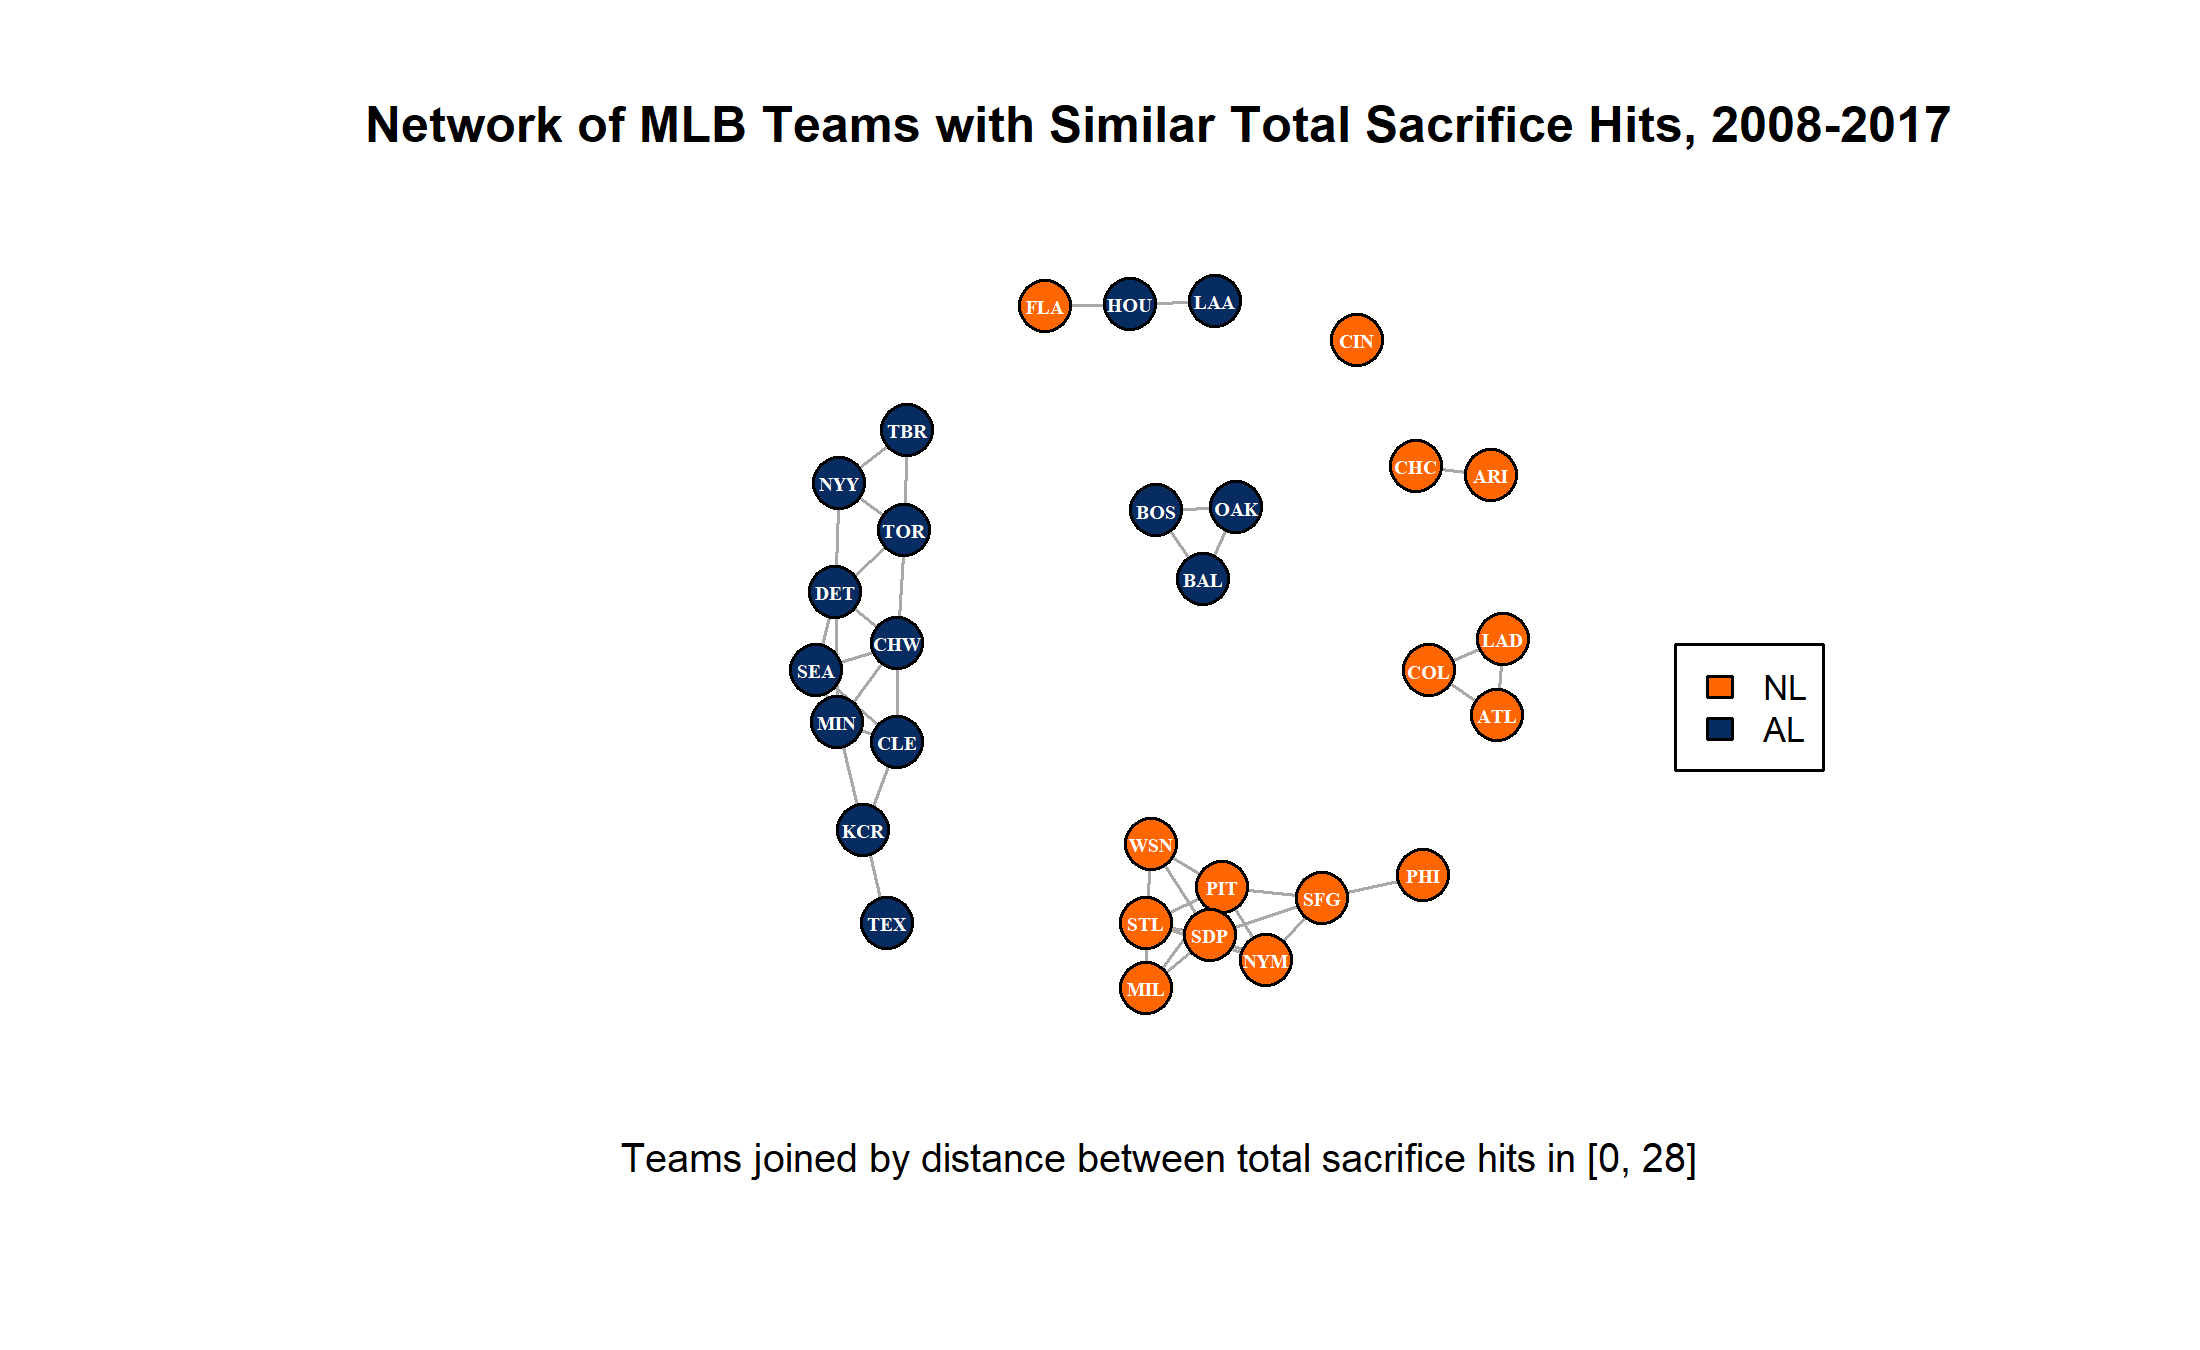 Network of MLB Teams with Similar Total Sacrifice Hits, 2008-2017
FLA
HOU
LAA
CIN
TBR
NYY
TOR
CHC
ARI
BOS
OAK
BAL
DET
CHW
SEA
MIN
CLE
LAD
COL
ATL
NL
AL
KCR
TEX
WSN
PIT
SFG
PHI
STL
SDP
NYM
MIL
Teams joined by distance between total sacrifice hits in [0, 28]